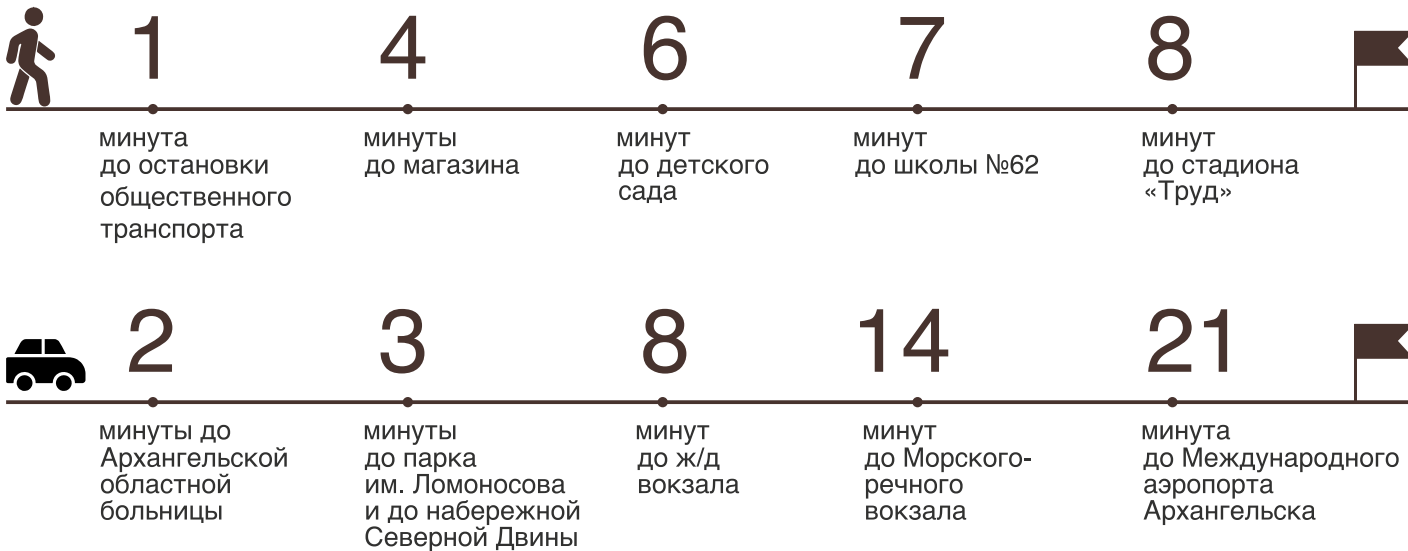 1
минута
до остановки
общественного
транспорта
4
минуты
до магазина
6
минут
до детского
сада
7
минут
до школы №62
8
минут
до стадиона
«Труд»
2
минуты до
Архангельской
областной
больницы
3
минуты
до парка
им. Ломоносова
и до набережной
Северной Двины
8
минут
до ж/д
вокзала
14
минут
до Морского-
речного
вокзала
21
минута
до Международного
аэропорта
Архангельска